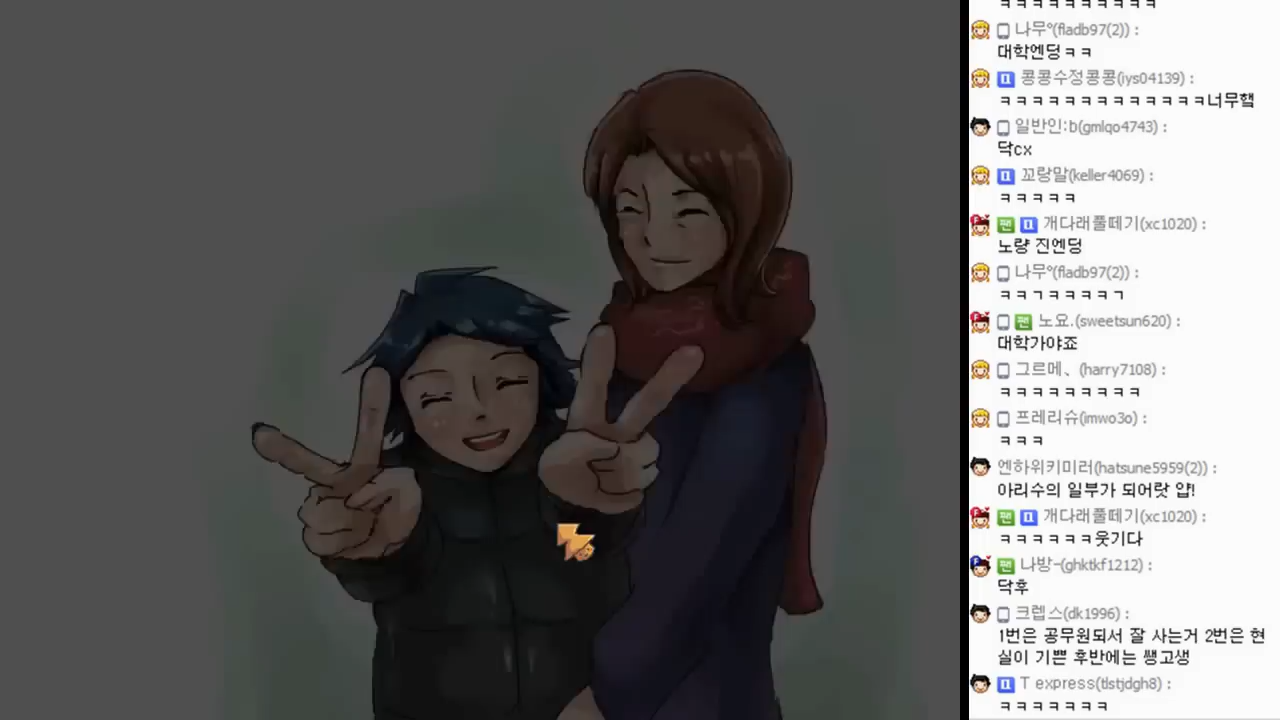 ㅋㅋㅋㅋㅋㅋㅋㅋㅋㅋ
나무°(fladb97(2)) :
대학엔딩ㅋㅋ
콩콩수정콩콩(iys04139) :
ㅋㅋㅋㅋㅋㅋㅋㅋㅋㅋㅋㅋㅋ너무햌
일반인:b(gmlqo4743) :
닥cx
꼬랑말(keller4069) :
ㅋㅋㅋㅋㅋ
팬 개다래풀떼기(xc1020) :
노량 진엔딩
나무°(fladb97(2)) :
ㅋㅋㄱㅋㅋㅋㅋㄱ
팬 노요.(sweetsun620) :
대학가야죠
그르메、(harry7108) :
ㅋㅋㅋㅋㅋㅋㅋㅋㅋ
프레리슈(imwo3o) :
ㅋㅋㅋ
엔하위키미러(hatsune5959(2)) :
아리수의 일부가 되어랏 얍!
팬 개다래풀떼기(xc1020) :
ㅋㅋㅋㅋㅋㅋ웃기다
팬 나방-(ghktkf1212) :
닥후
크렙스(dk1996) :
1번은 공무원되서 잘 사는거 2번은 현
실이 기쁜 후반에는 쌩고생
T express(tlstjdgh8) :
ㅋㅋㅋㅋㅋㅋㅋ